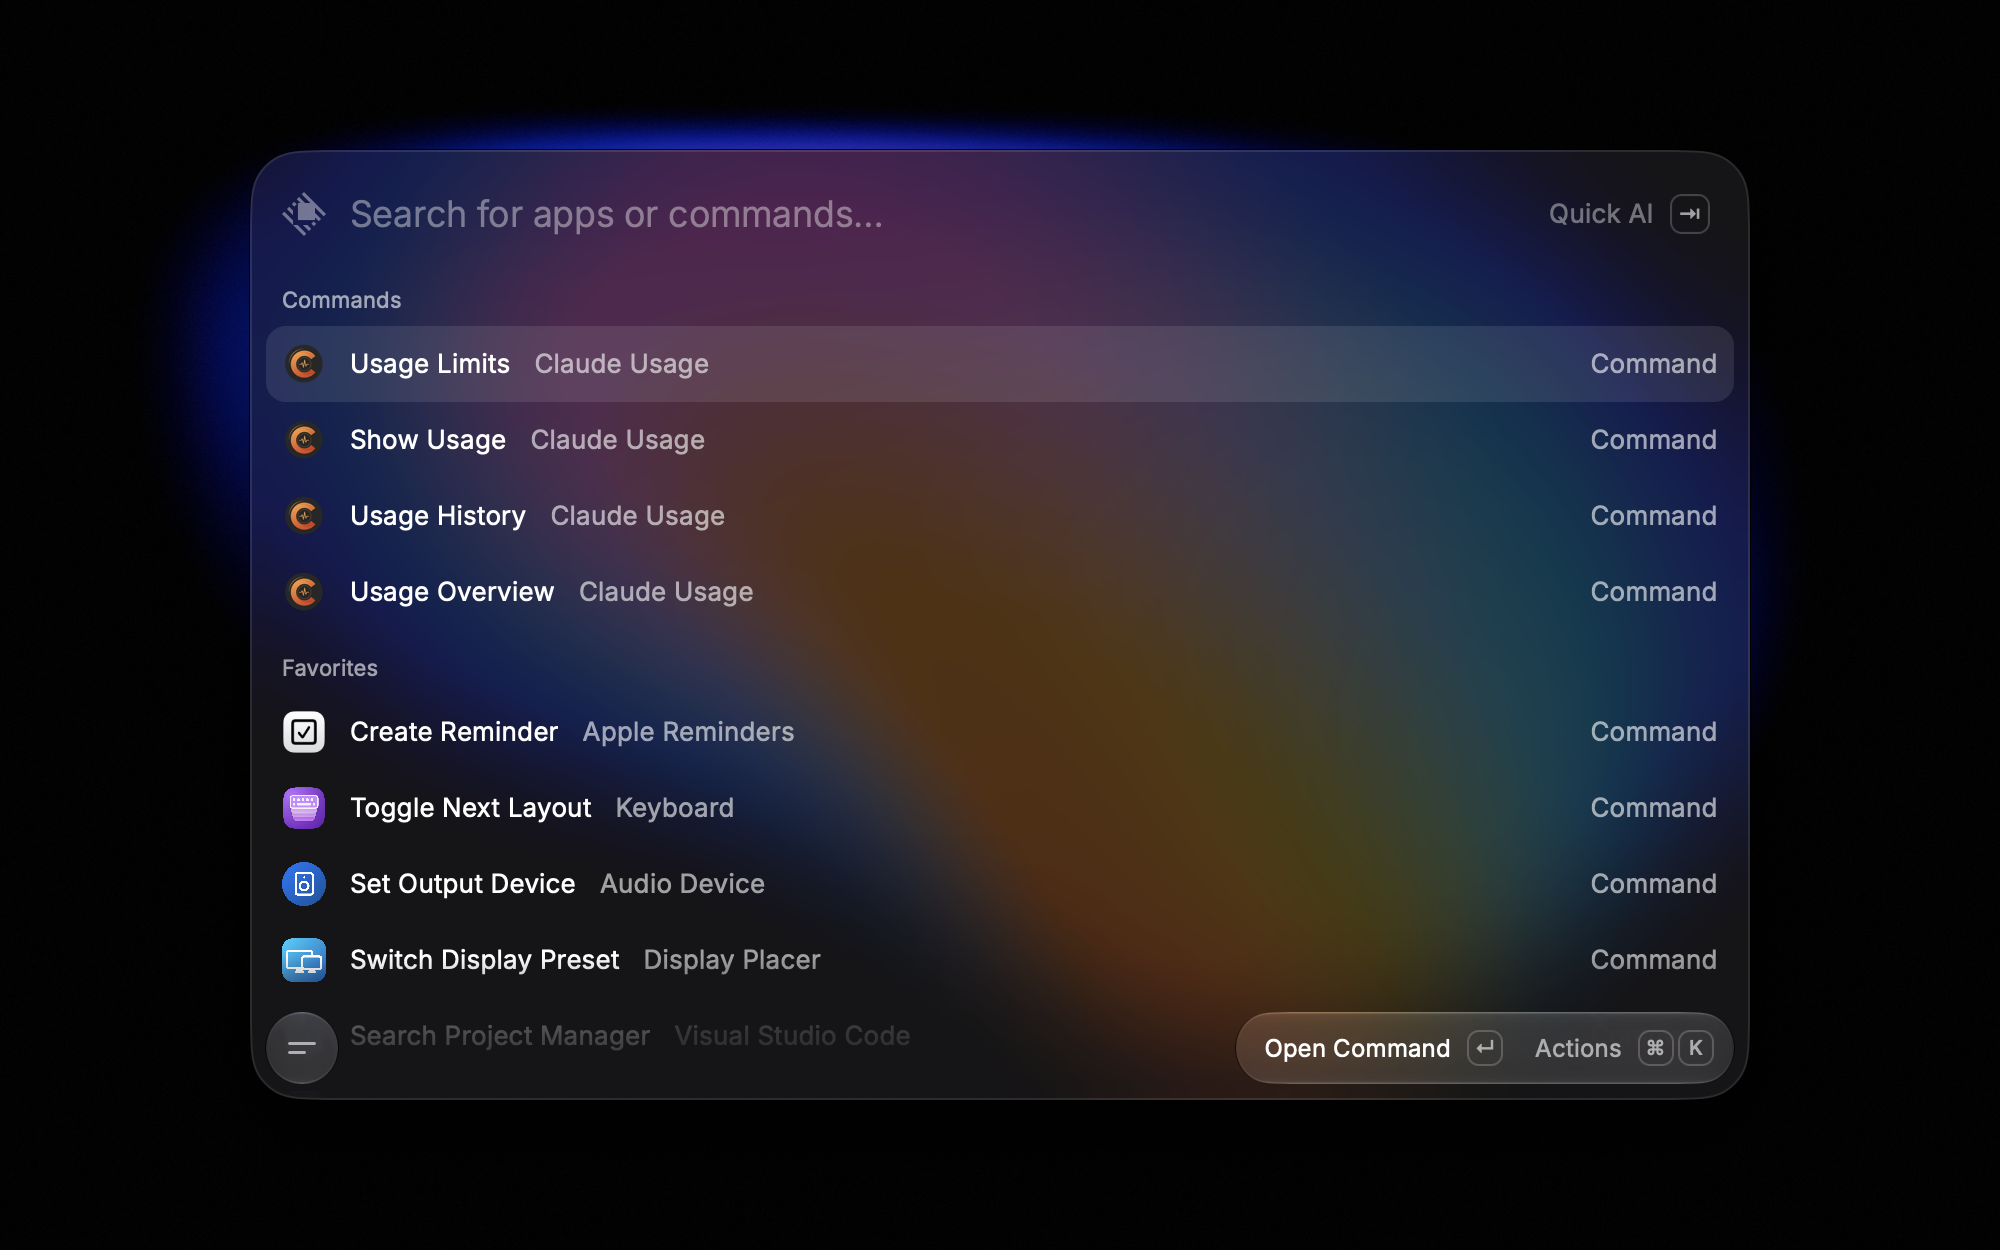 Search for apps or commands...
Quick AI
Commands
Usage Limits Claude Usage Command
Show Usage Claude Usage Command
Usage History Claude Usage Command
Usage Overview Claude Usage Command
Favorites
Create Reminder Apple Reminders Command
Toggle Next Layout Keyboard Command
Set Output Device Audio Device Command
Switch Display Preset Display Placer Command
Search Project Manager Visual Studio Code
Open Command Actions ⌘ K